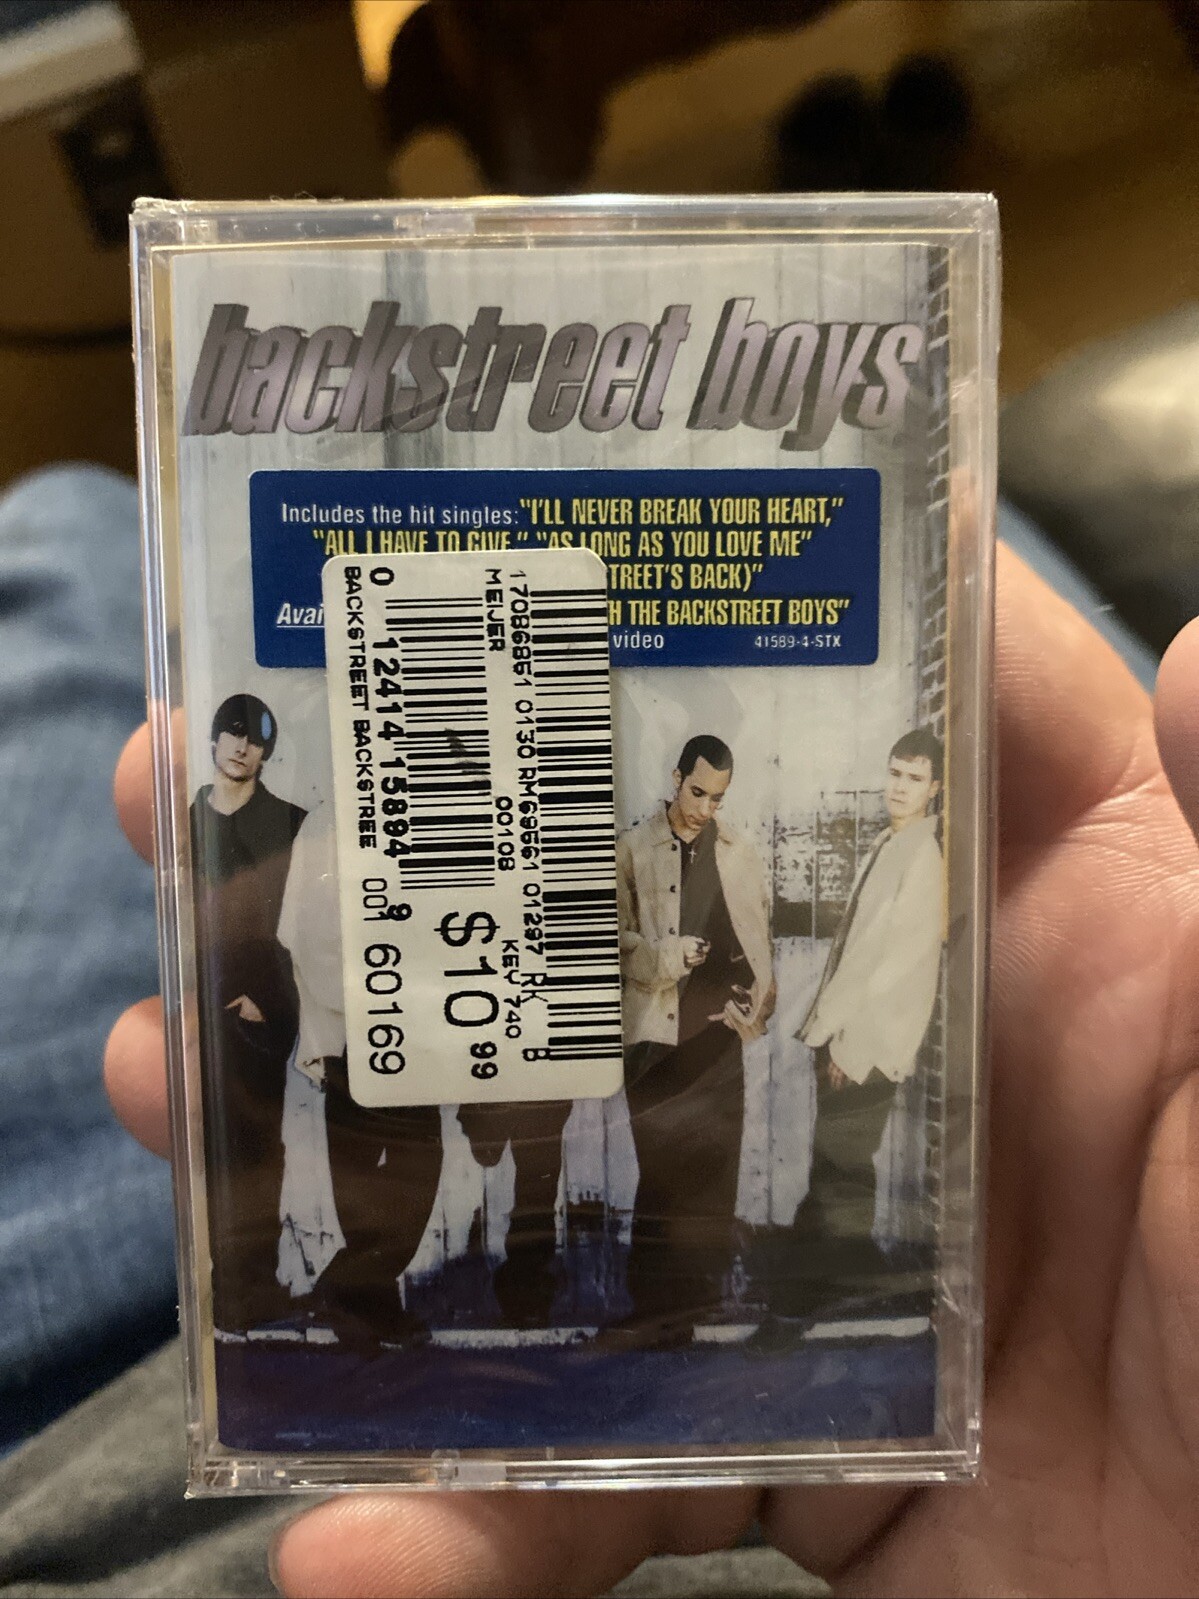 backstreet boys
Includes the hit singles: "I'LL NEVER BREAK YOUR HEART,"
"ALL I HAVE TO GIVE," "AS LONG AS YOU LOVE ME"
TREET'S BACK)"
Avai H THE BACKSTREET BOYS"
video 41589-4-STX
17086861 0130 RM69561 01297 RK B
MEIJER 00108 KEY 740
$10 99
0 12414 15894 9
BACKSTREET BACKSTREE 001 60169